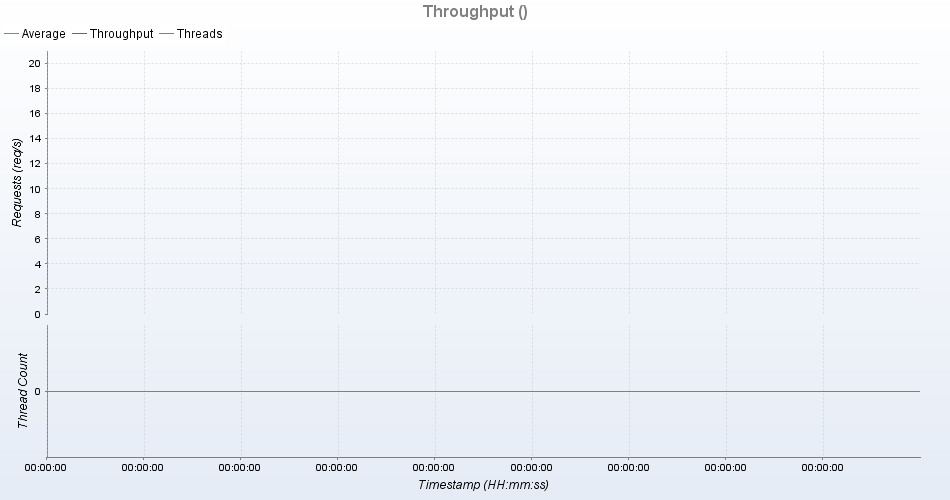 Throughput ()
Average Throughput Threads
Requests (req/s)
20
18
16
14
12
10
8
6
4
2
0
Thread Count
0
00:00:00 00:00:00 00:00:00 00:00:00 00:00:00 00:00:00 00:00:00 00:00:00 00:00:00
Timestamp (HH:mm:ss)